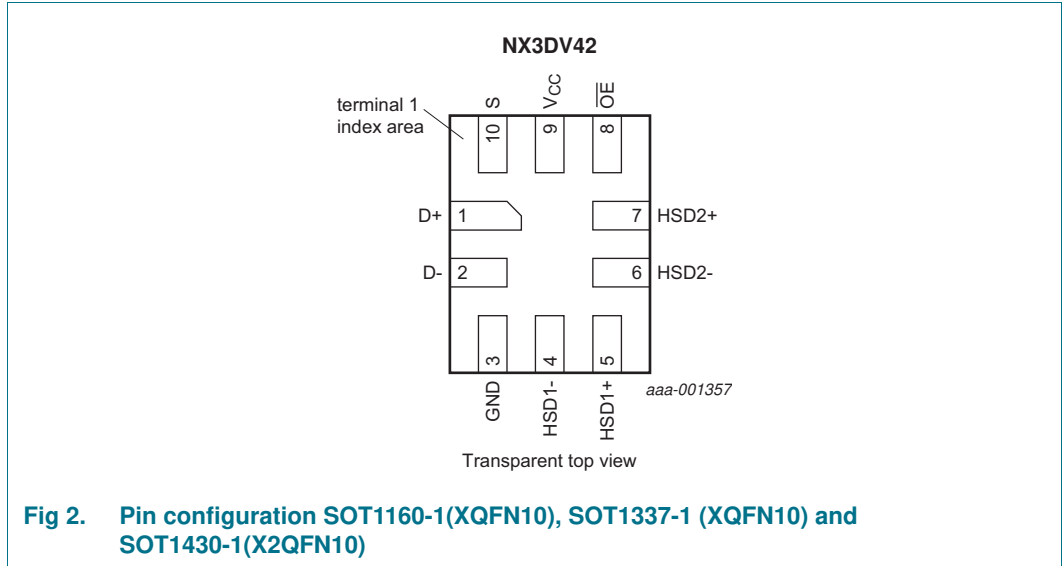 NX3DV42
terminal 1
index area
S
VCC
OE
10
9
8
D+ 1
7 HSD2+
D- 2
6 HSD2-
3
4
5
GND
HSD1-
HSD1+
aaa-001357
Transparent top view
Fig 2. Pin configuration SOT1160-1(XQFN10), SOT1337-1 (XQFN10) and
SOT1430-1(X2QFN10)